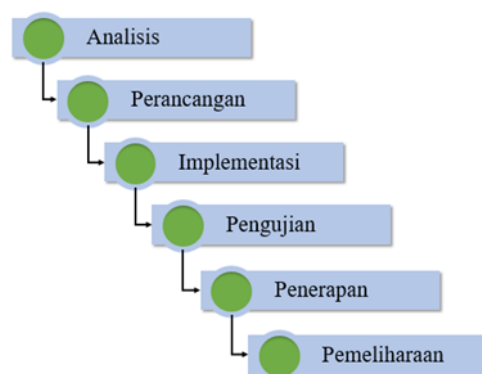 Analisis
Perancangan
Implementasi
Pengujian
Penerapan
Pemeliharaan